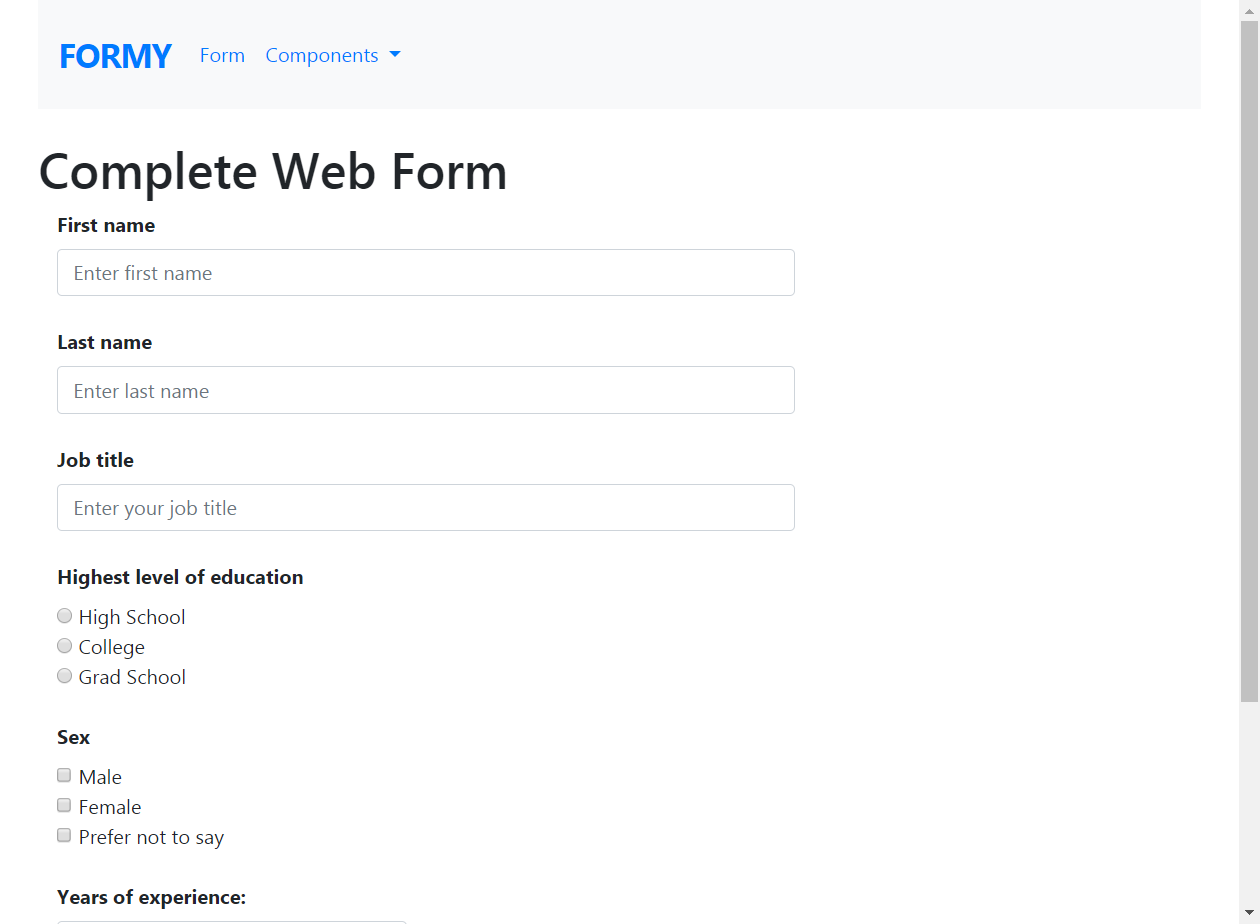 FORMY Form Components
Complete Web Form
First name
Enter first name
Last name
Enter last name
Job title
Enter your job title
Highest level of education
High School
College
Grad School
Sex
Male
Female
Prefer not to say
Years of experience: